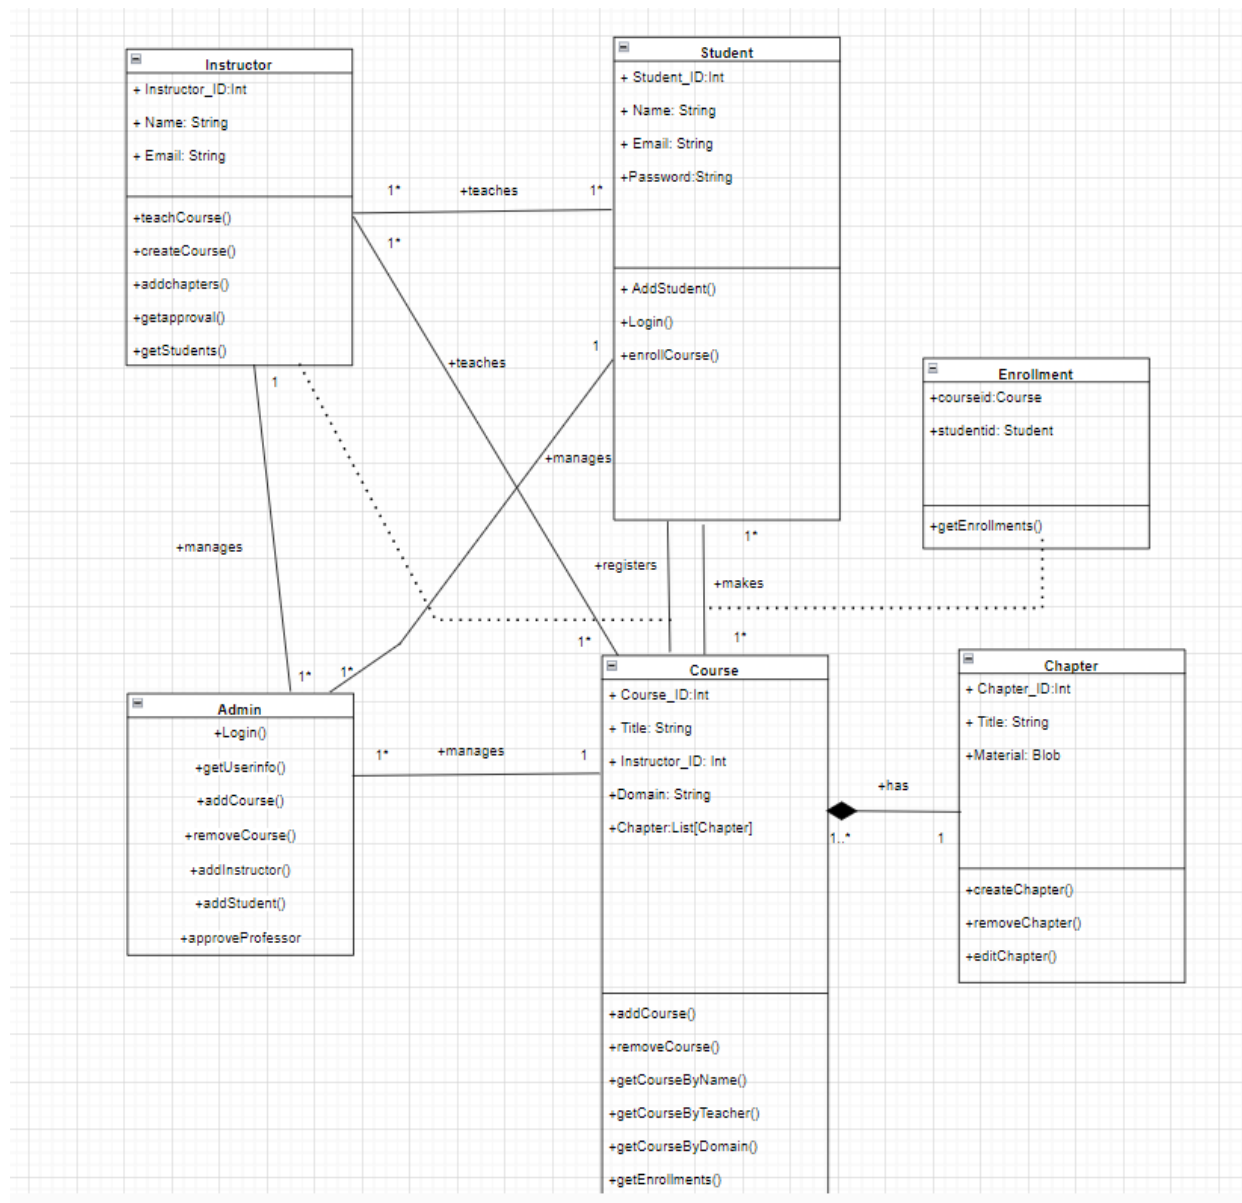 Instructor
+ Instructor_ID:Int
+ Name: String
+ Email: String
+teachCourse()
+createCourse()
+addchapters()
+getapproval()
+getStudents()
1*
+teaches
1*
1*
+teaches
1*
Student
+ Student_ID:Int
+ Name: String
+ Email: String
+Password:String
+ AddStudent()
+Login()
+enrollCourse()
1
+manages
1*
Enrollment
+courseid:Course
+studentid: Student
+getEnrollments()
1
+manages
1*
+registers
1*
+makes
1*
Admin
+Login()
+getUserinfo()
+addCourse()
+removeCourse()
+addInstructor()
+addStudent()
+approveProfessor
1*
+manages
1
Course
+ Course_ID:Int
+ Title: String
+ Instructor_ID: Int
+Domain: String
+Chapter:List[Chapter]
+addCourse()
+removeCourse()
+getCourseByName()
+getCourseByTeacher()
+getCourseByDomain()
+getEnrollments()
+has
1..*
1
Chapter
+ Chapter_ID:Int
+ Title: String
+Material: Blob
+createChapter()
+removeChapter()
+editChapter()